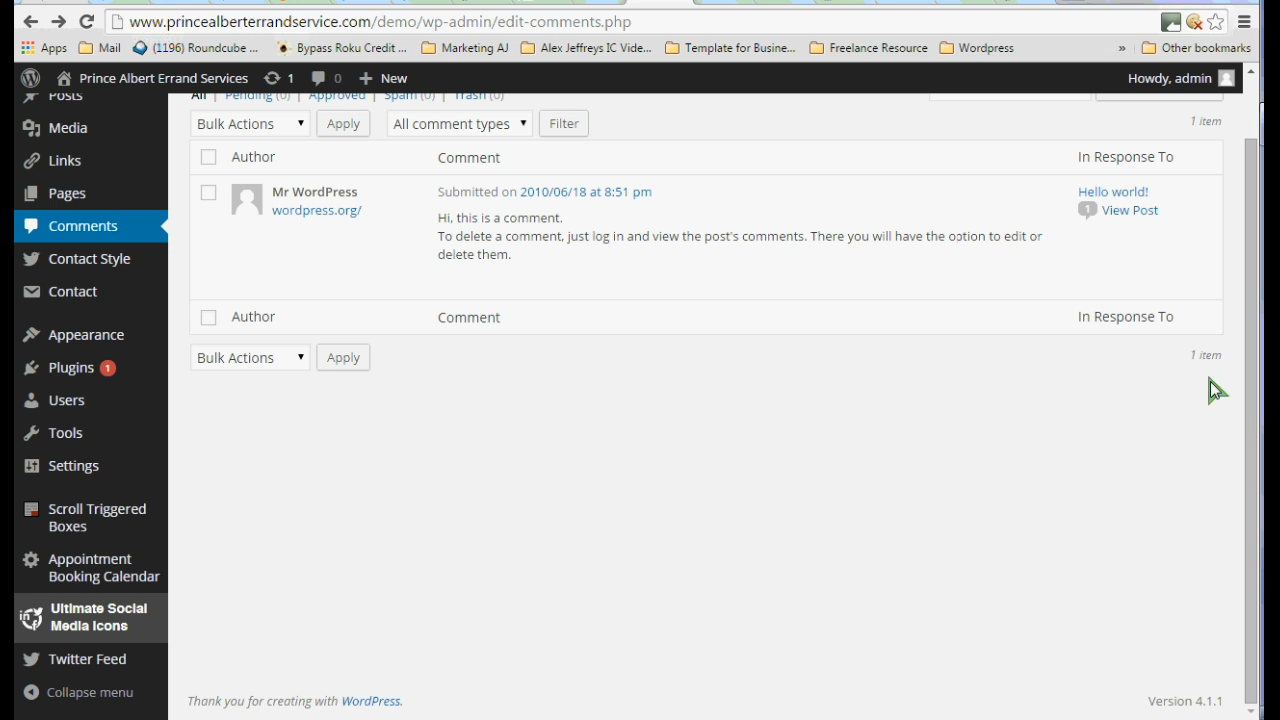 www.princealberterrandservice.com/demo/wp-admin/edit-comments.php
Apps Mail (1196) Roundcube ... Bypass Roku Credit ... Marketing AJ Alex Jeffreys IC Vide... Template for Busine... Freelance Resource Wordpress » Other bookmarks
Prince Albert Errand Services 1 0 + New Howdy, admin
Posts
All | Pending (0) | Approved | Spam (0) | Trash (0)
Media
Bulk Actions Apply All comment types Filter 1 item
Links
Author Comment In Response To
Pages
Mr WordPress Submitted on 2010/06/18 at 8:51 pm Hello world!
wordpress.org/ 1 View Post
Hi, this is a comment.
Comments
To delete a comment, just log in and view the post's comments. There you will have the option to edit or
delete them.
Contact Style
Contact
Author Comment In Response To
Appearance
Bulk Actions Apply 1 item
Plugins 1
Users
Tools
Settings
Scroll Triggered
Boxes
Appointment
Booking Calendar
Ultimate Social
Media Icons
Twitter Feed
Collapse menu
Thank you for creating with WordPress. Version 4.1.1